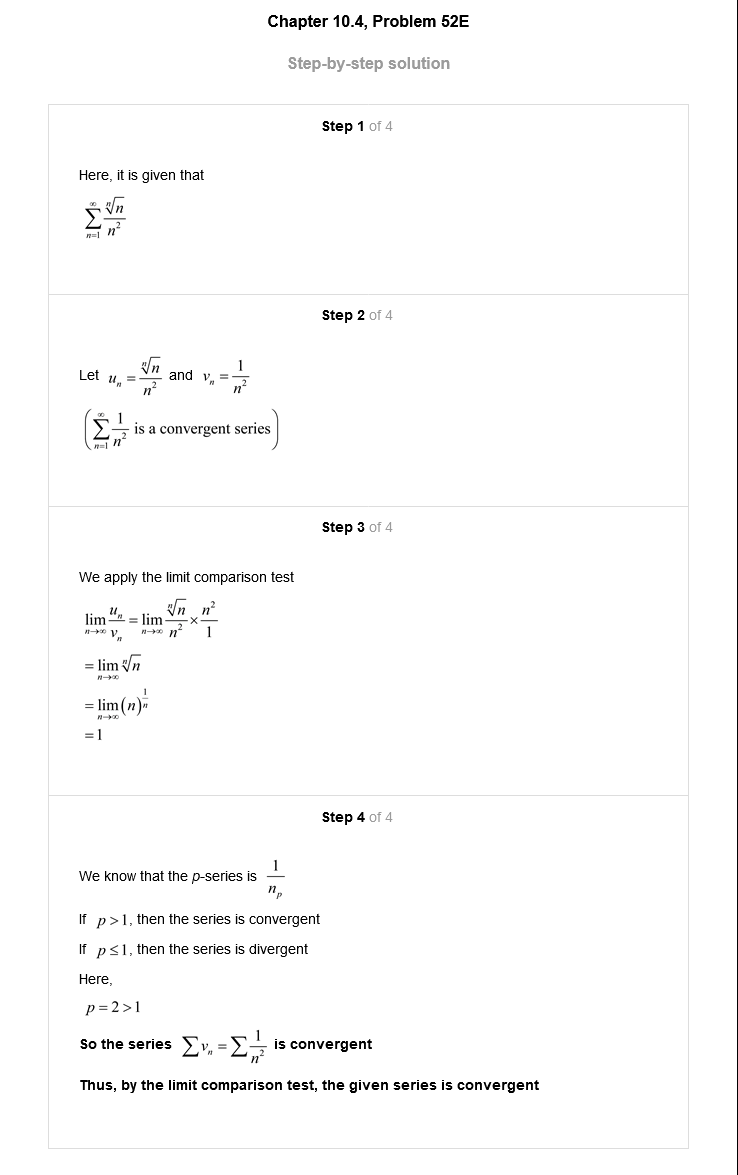 Chapter 10.4, Problem 52E
Step-by-step solution
Step 1 of 4
Here, it is given that
$\sum_{n=1}^{\infty} \frac{\sqrt[n]{n}}{n^2}$
Step 2 of 4
Let $u_n = \frac{\sqrt[n]{n}}{n^2}$ and $v_n = \frac{1}{n^2}$
$\left( \sum_{n=1}^{\infty} \frac{1}{n^2} \text{ is a convergent series} \right)$
Step 3 of 4
We apply the limit comparison test
$\lim_{n \to \infty} \frac{u_n}{v_n} = \lim_{n \to \infty} \frac{\sqrt[n]{n}}{n^2} \times \frac{n^2}{1}$
$= \lim_{n \to \infty} \sqrt[n]{n}$
$= \lim_{n \to \infty} (n)^{\frac{1}{n}}$
$= 1$
Step 4 of 4
We know that the p-series is $\frac{1}{n_p}$
If $p > 1$, then the series is convergent
If $p \leq 1$, then the series is divergent
Here,
$p = 2 > 1$
So the series $\sum v_n = \sum \frac{1}{n^2}$ is convergent
Thus, by the limit comparison test, the given series is convergent